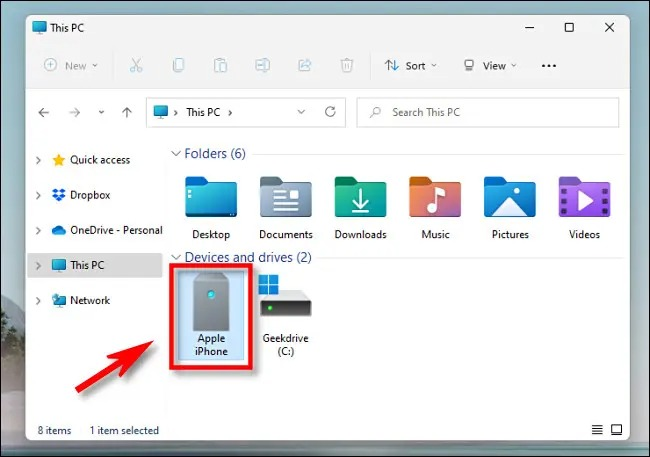 This PC
New
Sort
View
This PC
Search This PC
Quick access
Dropbox
OneDrive - Personal
This PC
Network
Folders (6)
Desktop
Documents
Downloads
Music
Pictures
Videos
Devices and drives (2)
Apple
iPhone
Geekdrive
(C:)
8 items
1 item selected